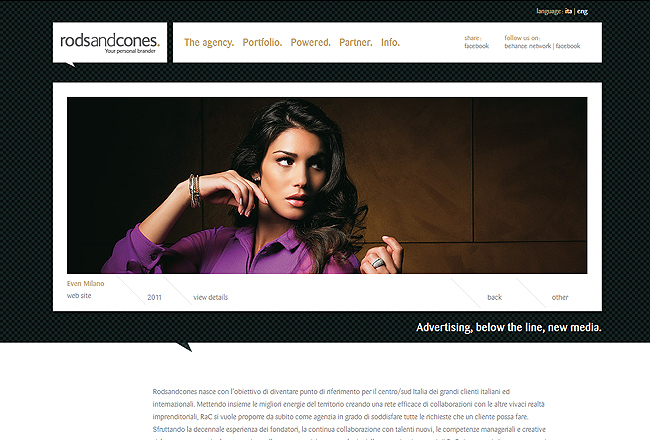 language: ita | eng
rodsandcones.
Your personal brander
The agency. Portfolio. Powered. Partner. Info.
share:
facebook
follow us on:
behance network | facebook
Even Milano
web site
2011
view details
back
other
Advertising, below the line, new media.
Rodsandcones nasce con l'obiettivo di diventare punto di riferimento per il centro/sud Italia dei grandi clienti italiani ed
internazionali. Mettendo insieme le migliori energie del territorio creando una rete efficace di collaborazioni con le altre vivaci realtà
imprenditoriali, RaC si vuole proporre da subito come agenzia in grado di soddisfare tutte le richieste che un cliente possa fare.
Sfruttando la decennale esperienza dei fondatori, la continua collaborazione con talenti nuovi, le competenze manageriali e creative